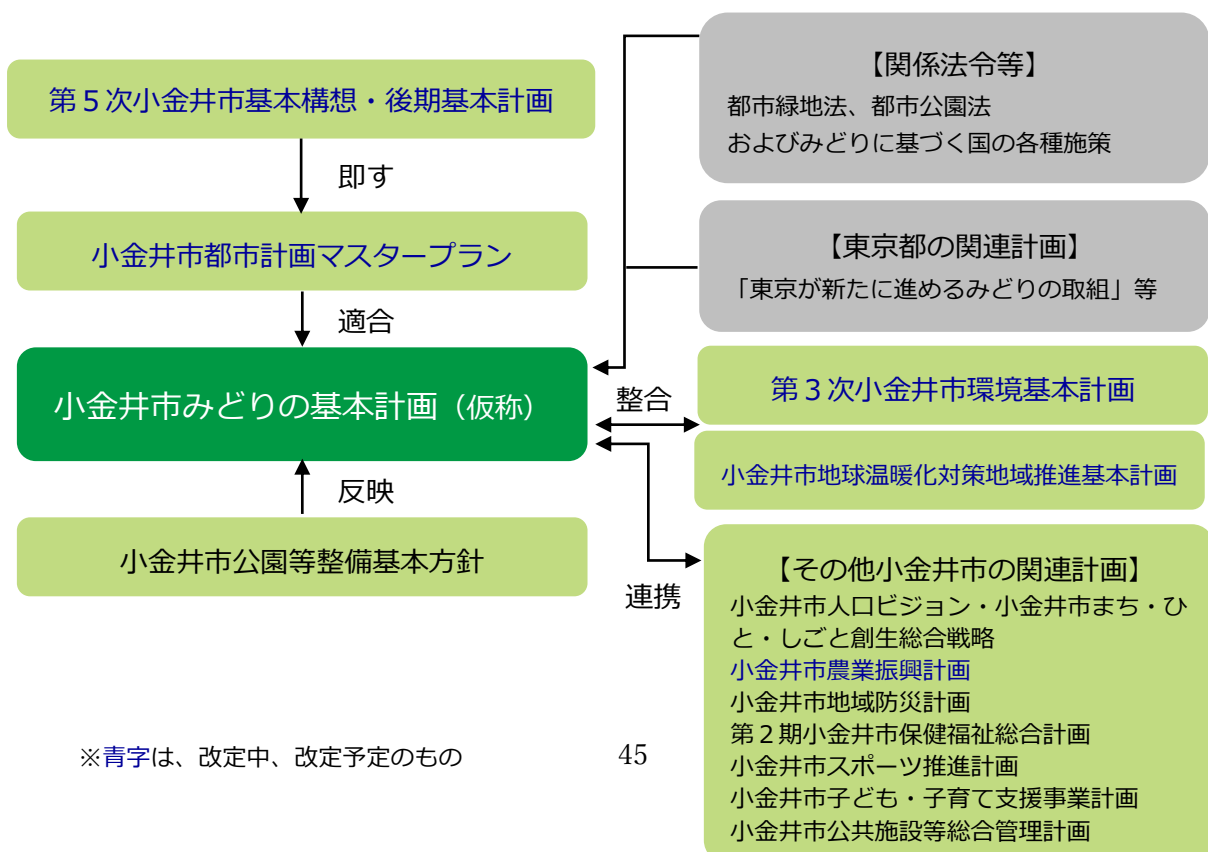 第５次小金井市基本構想・後期基本計画
即す
小金井市都市計画マスタープラン
適合
小金井市みどりの基本計画（仮称）
反映
小金井市公園等整備基本方針
【関係法令等】
都市緑地法、都市公園法
およびみどりに基づく国の各種施策
【東京都の関連計画】
「東京が新たに進めるみどりの取組」等
整合
第３次小金井市環境基本計画
小金井市地球温暖化対策地域推進基本計画
連携
【その他小金井市の関連計画】
小金井市人口ビジョン・小金井市まち・ひ
と・しごと創生総合戦略
小金井市農業振興計画
小金井市地域防災計画
第２期小金井市保健福祉総合計画
小金井市スポーツ推進計画
小金井市子ども・子育て支援事業計画
小金井市公共施設等総合管理計画
※青字は、改定中、改定予定のもの
45